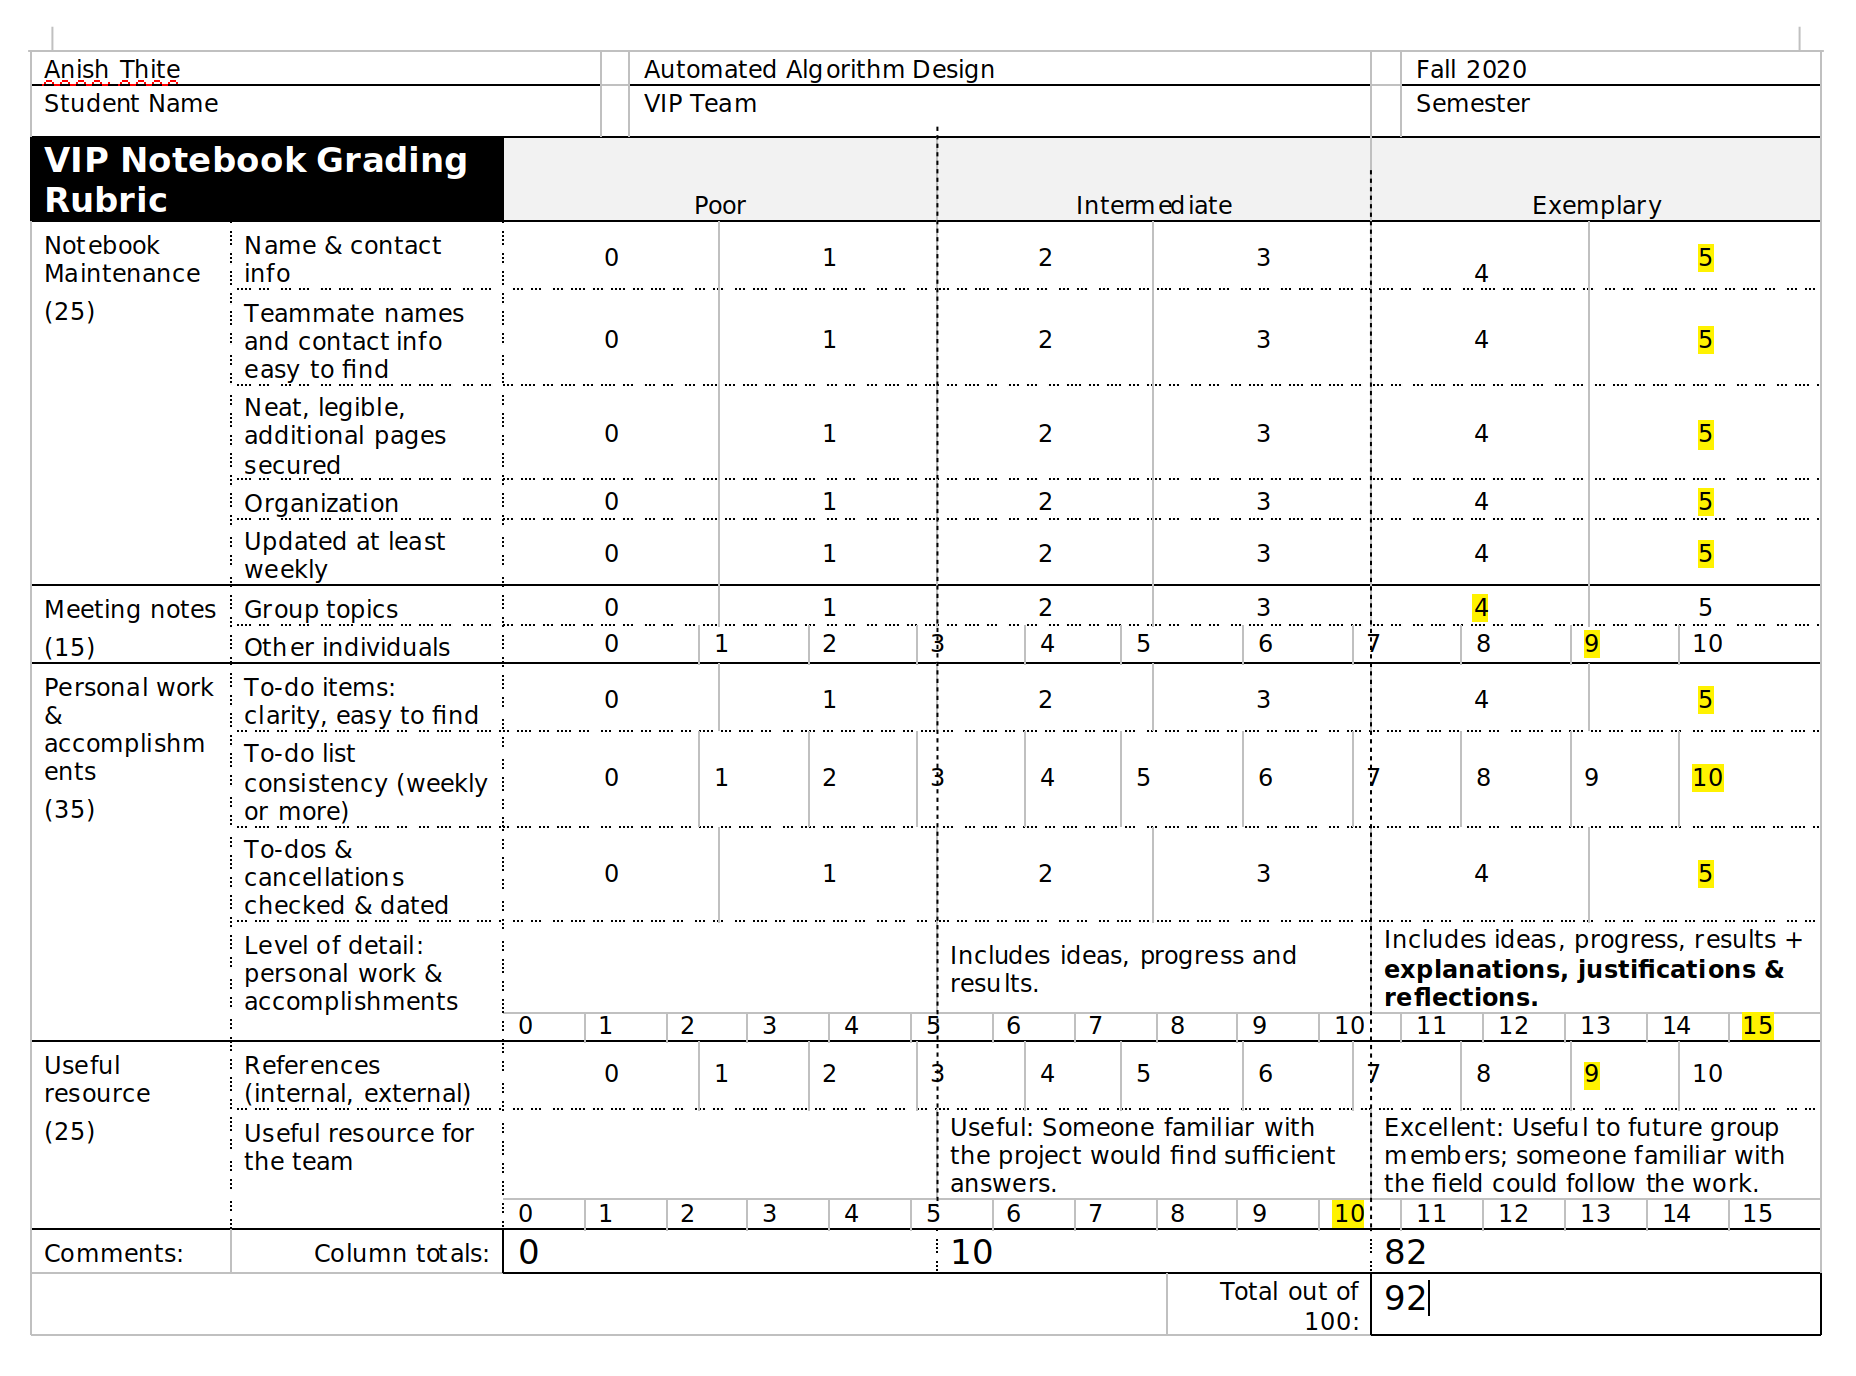 Anish Thite Automated Algorithm Design Fall 2020
Student Name VIP Team Semester
VIP Notebook Grading
Rubric
Poor Intermediate Exemplary
Notebook
Maintenance
(25)
Name & contact
info
0 1 2 3 4 5
Teammate names
and contact info
easy to find
0 1 2 3 4 5
Neat, legible,
additional pages
secured
0 1 2 3 4 5
Organization 0 1 2 3 4 5
Updated at least
weekly
0 1 2 3 4 5
Meeting notes
(15)
Group topics 0 1 2 3 4 5
Other individuals 0 1 2 3 4 5 6 7 8 9 10
Personal work
&
accomplishm
ents
(35)
To-do items:
clarity, easy to find
0 1 2 3 4 5
To-do list
consistency (weekly
or more)
0 1 2 3 4 5 6 7 8 9 10
To-dos &
cancellations
checked & dated
0 1 2 3 4 5
Level of detail:
personal work &
accomplishments
Includes ideas, progress and
results.
Includes ideas, progress, results +
explanations, justifications &
reflections.
0 1 2 3 4 5 6 7 8 9 10 11 12 13 14 15
Useful
resource
(25)
References
(internal, external)
0 1 2 3 4 5 6 7 8 9 10
Useful resource for
the team
Useful: Someone familiar with
the project would find sufficient
answers.
Excellent: Useful to future group
members; someone familiar with
the field could follow the work.
0 1 2 3 4 5 6 7 8 9 10 11 12 13 14 15
Comments: Column totals: 0 10 82
Total out of
100:
92